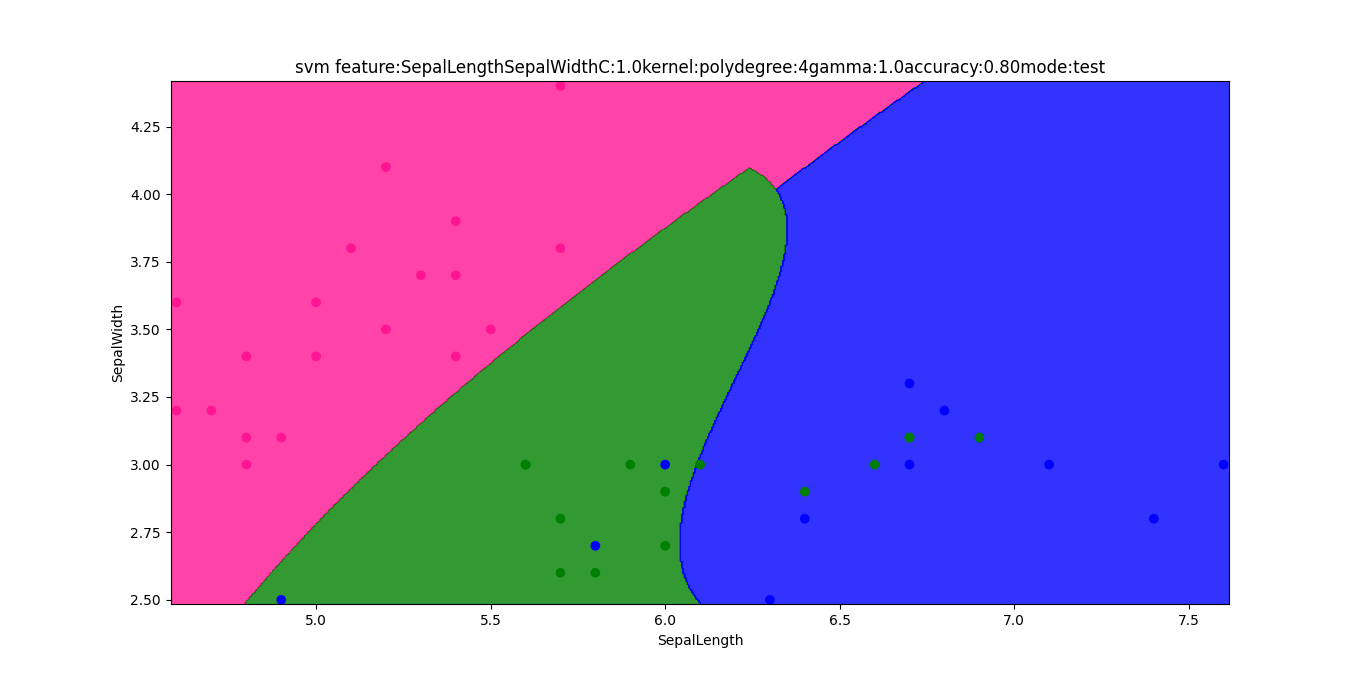 svm feature:SepalLengthSepalWidthC:1.0kernel:polydegree:4gamma:1.0accuracy:0.80mode:test
4.25
4.00
3.75
3.50
3.25
3.00
2.75
2.50
SepalWidth
5.0 5.5 6.0 6.5 7.0 7.5
SepalLength